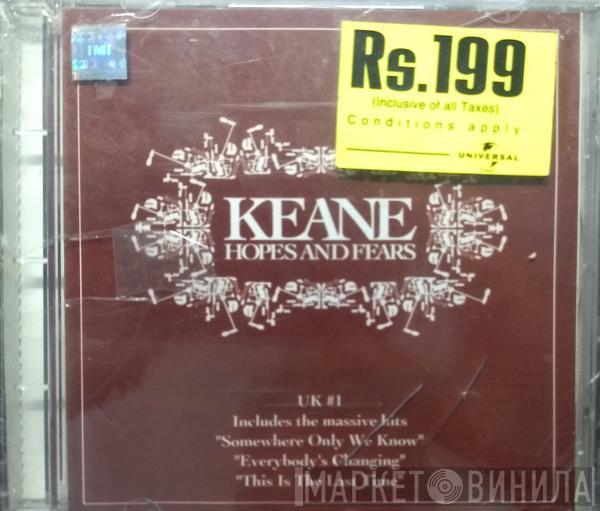 IMI
Rs.199
(Inclusive of all Taxes)
Conditions apply
UNIVERSAL
KEANE
HOPES AND FEARS
UK #1
Includes the massive hits
"Somewhere Only We Know"
"Everybody's Changing"
"This Is The Last Time"
МАРКЕТ ВИНИЛА